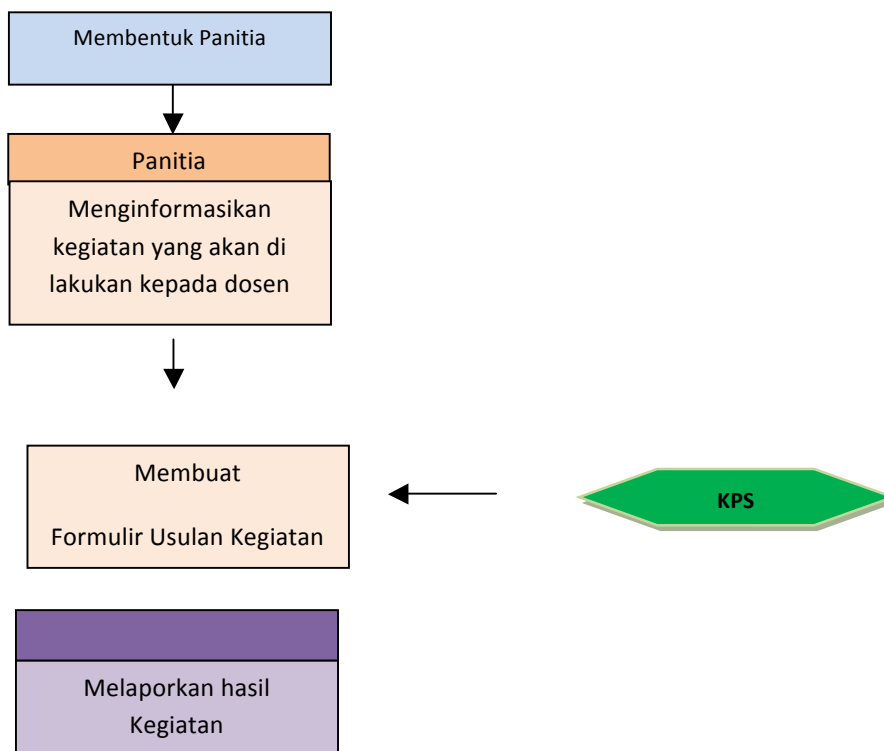 Membentuk Panitia
Panitia
Menginformasikan
kegiatan yang akan di
lakukan kepada dosen
Membuat
Formulir Usulan Kegiatan
KPS
Melaporkan hasil
Kegiatan